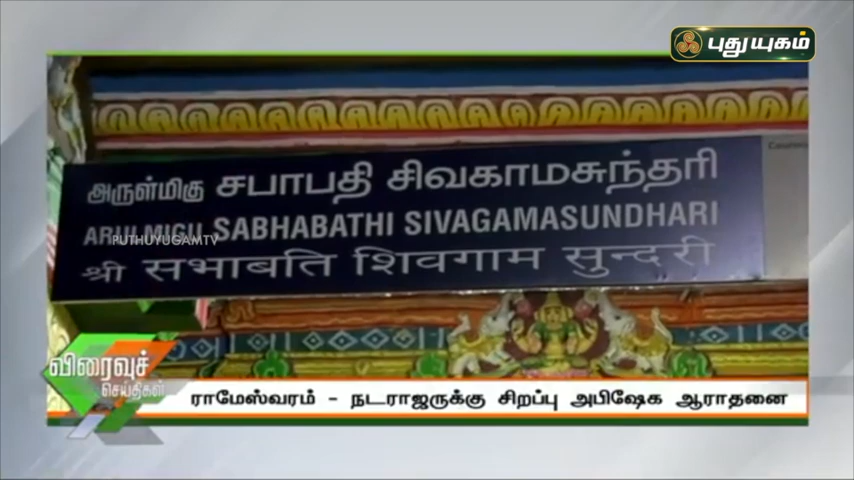 புதுயுகம்
அருள்மிகு சபாபதி சிவகாமசுந்தரி
ARULMIGU SABHABATHI SIVAGAMASUNDHARI
PUTHUYUGAMTV
श्री सभाबति शिवगाम सुन्दरी
விரைவுச்
செய்திகள்
ராமேஸ்வரம் - நடராஜருக்கு சிறப்பு அபிஷேக ஆராதனை